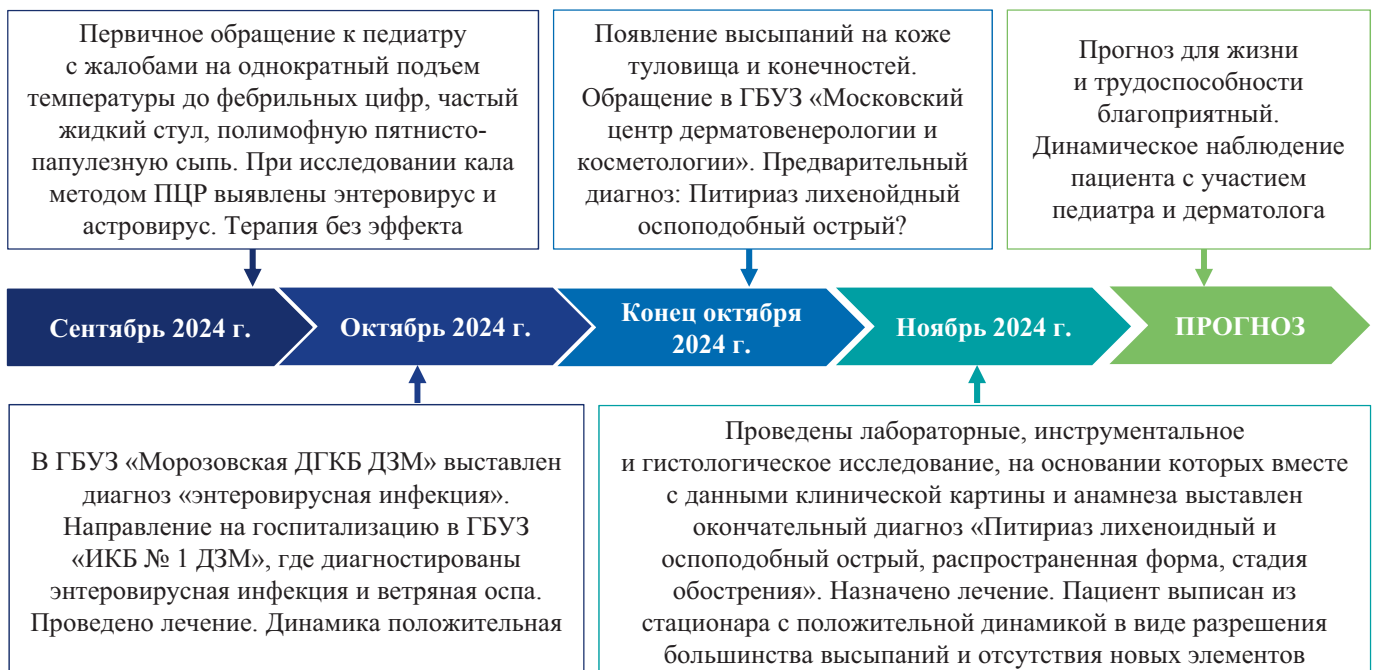 Первичное обращение к педиатру
с жалобами на однократный подъем
температуры до фебрильных цифр, частый
жидкий стул, полимофную пятнисто-
папулезную сыпь. При исследовании кала
методом ПЦР выявлены энтеровирус и
астровирус. Терапия без эффекта
Появление высыпаний на коже
туловища и конечностей.
Обращение в ГБУЗ «Московский
центр дерматовенерологии и
косметологии». Предварительный
диагноз: Питириаз лихенойдный
оспоподобный острый?
Прогноз для жизни
и трудоспособности
благоприятный.
Динамическое наблюдение
пациента с участием
педиатра и дерматолога
Сентябрь 2024 г.
Октябрь 2024 г.
Конец октября
2024 г.
Ноябрь 2024 г.
ПРОГНОЗ
В ГБУЗ «Морозовская ДГКБ ДЗМ» выставлен
диагноз «энтеровирусная инфекция».
Направление на госпитализацию в ГБУЗ
«ИКБ № 1 ДЗМ», где диагностированы
энтеровирусная инфекция и ветряная оспа.
Проведено лечение. Динамика положительная
Проведены лабораторные, инструментальное
и гистологическое исследование, на основании которых вместе
с данными клинической картины и анамнеза выставлен
окончательный диагноз «Питириаз лихеноидный и
осповидобный острый, распространенная форма, стадия
обострения». Назначено лечение. Пациент выписан из
стационара с положительной динамикой в виде разрешения
большинства высыпаний и отсутствия новых элементов